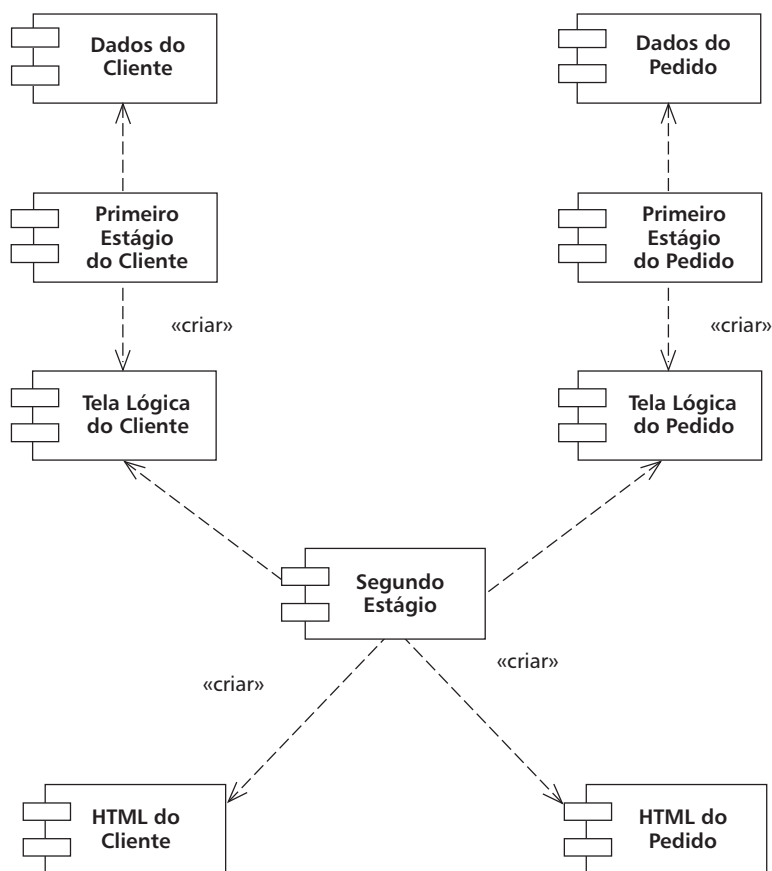 Dados do
Cliente
Dados do
Pedido
Primeiro
Estágio
do Cliente
Primeiro
Estágio
do Pedido
«criar»
«criar»
Tela Lógica
do Cliente
Tela Lógica
do Pedido
Segundo
Estágio
«criar»
«criar»
HTML do
Cliente
HTML do
Pedido